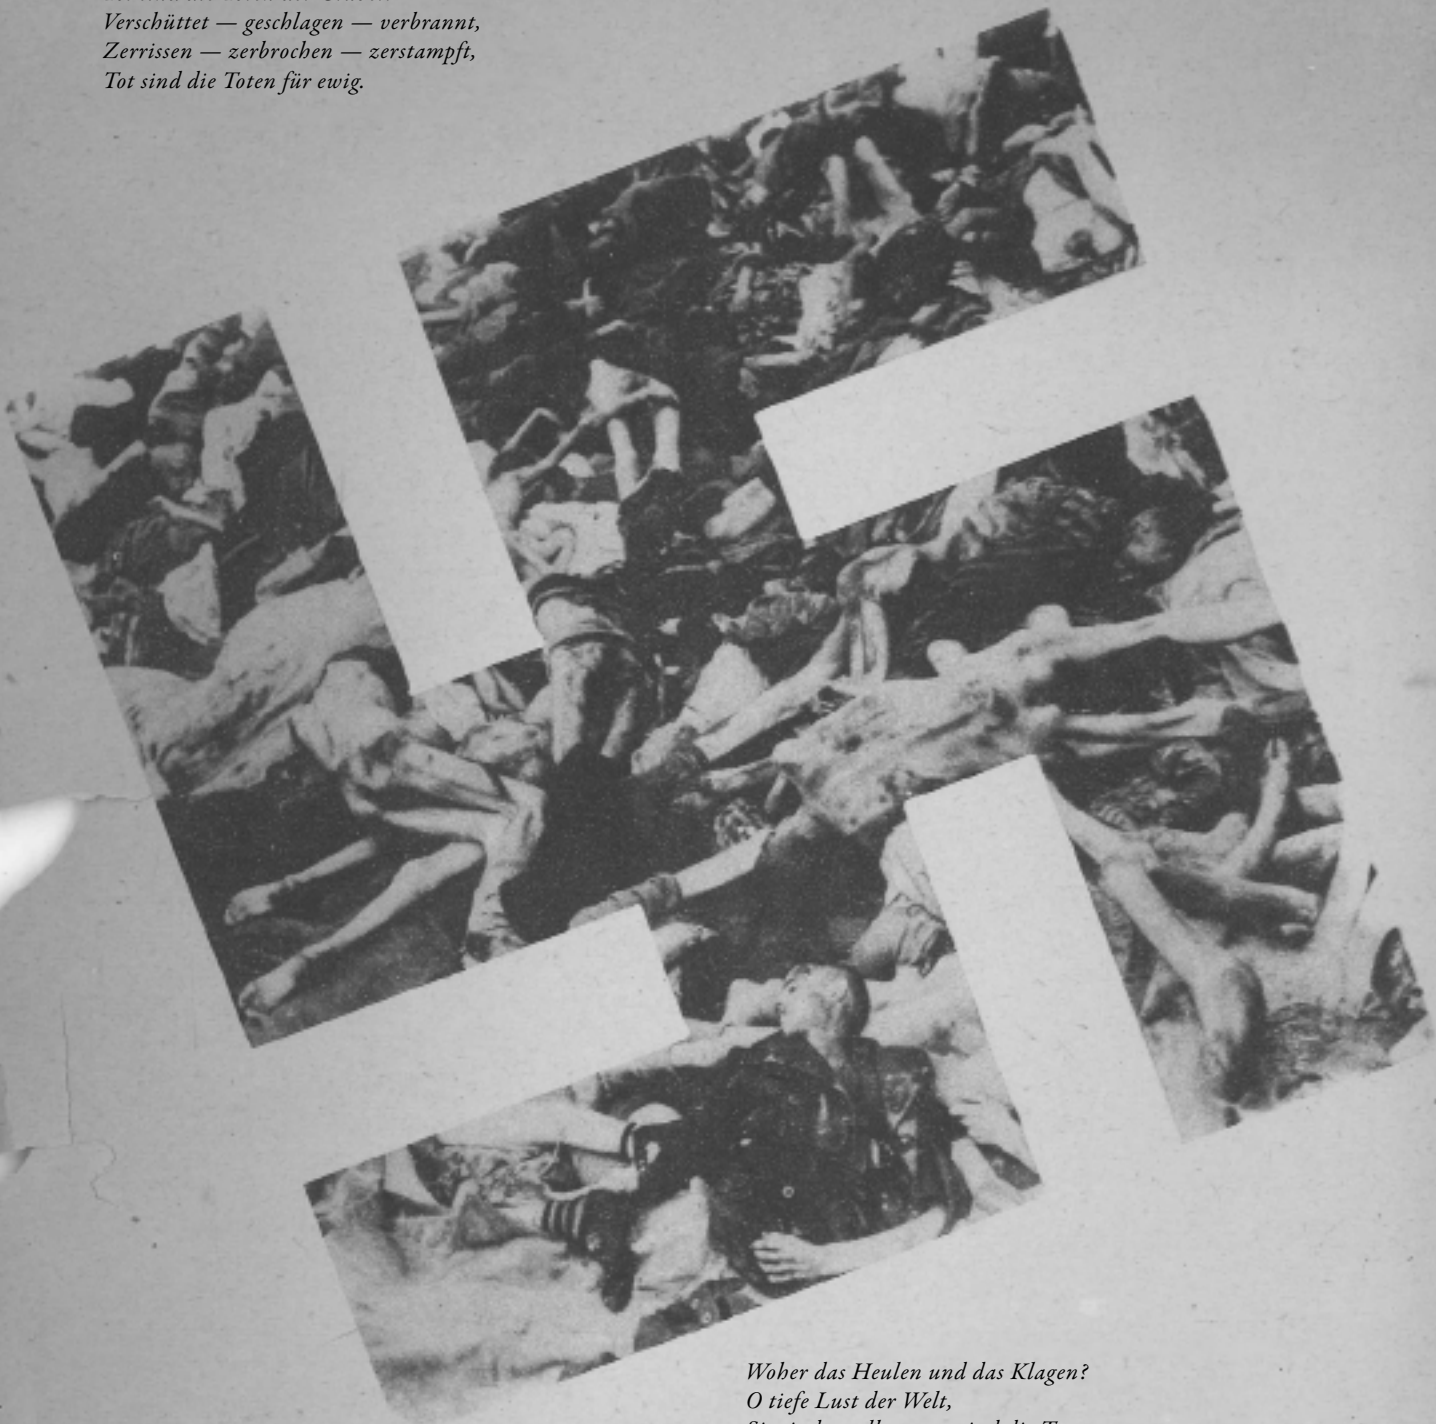 Verschüttet — geschlagen — verbrannt,
Zerrissen — zerbrochen — zerstampft,
Tot sind die Toten für ewig.
Woher das Heulen und das Klagen?
O tiefe Lust der Welt,